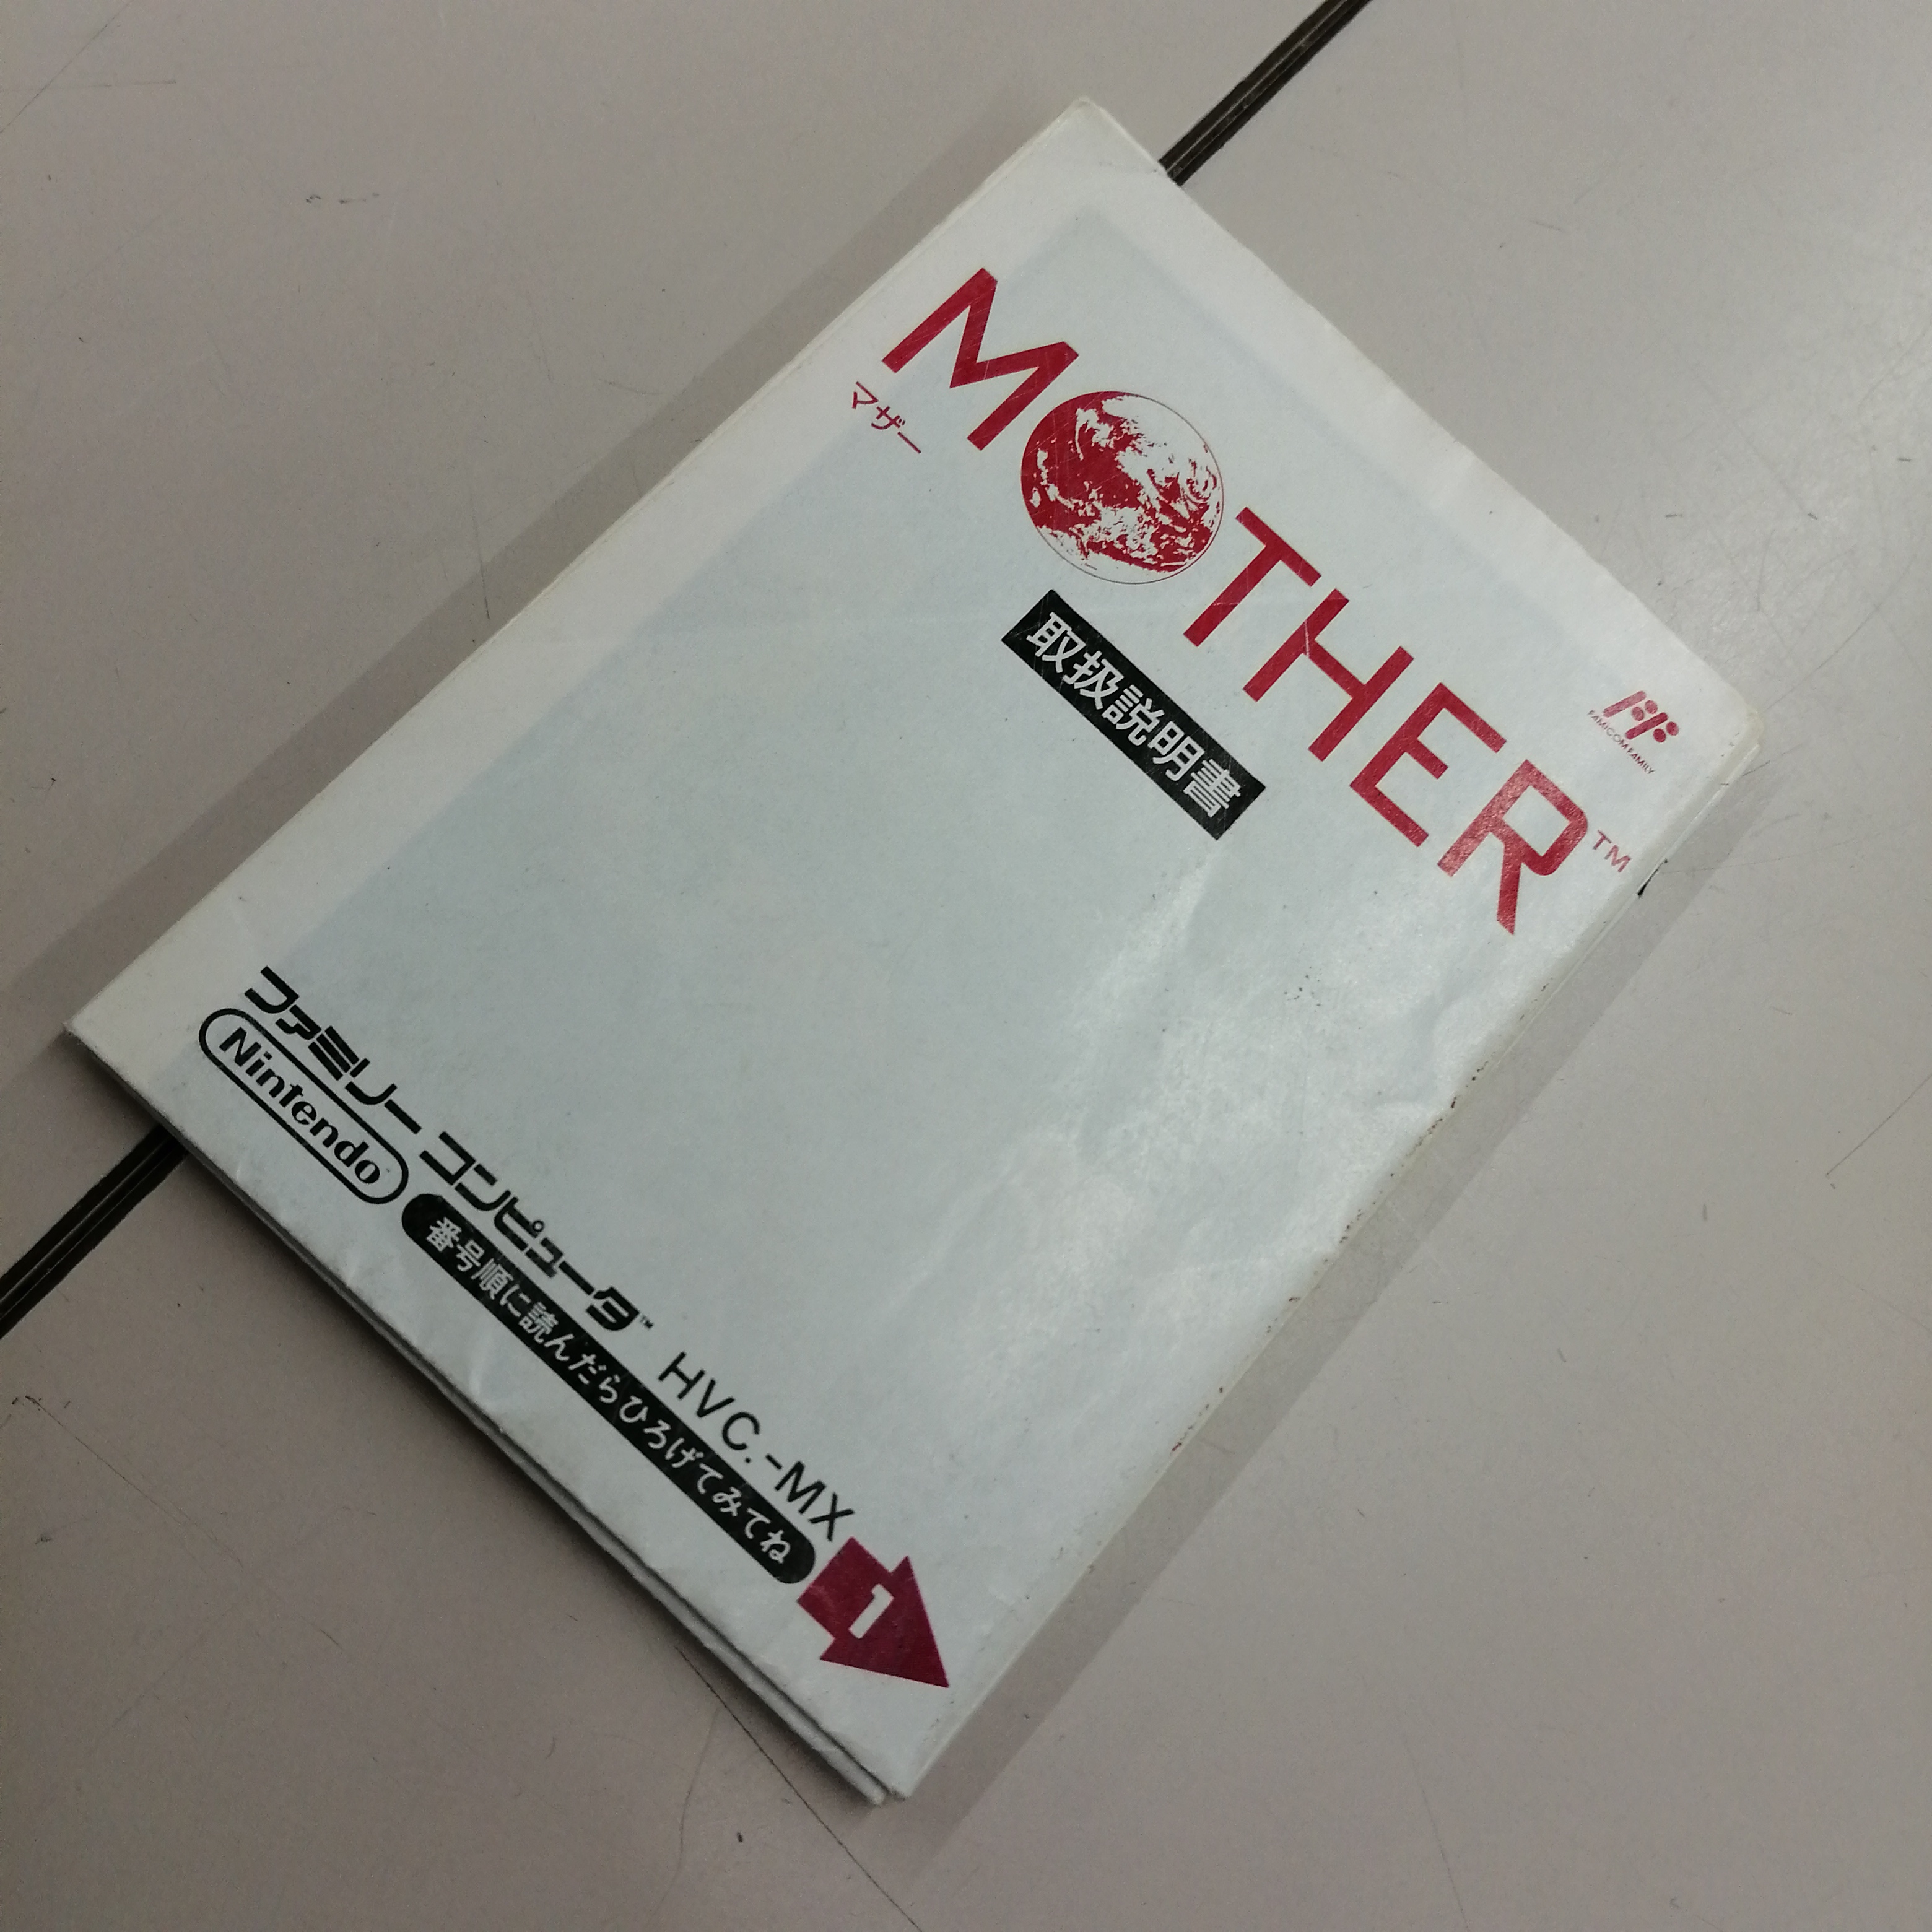 FAMICOM FAMILY
MOTHER™
マザー
取扱説明書
ファミリー コンピュータ™ HVC.-MX
Nintendo 番号順に読んだらひろげてみてね 1